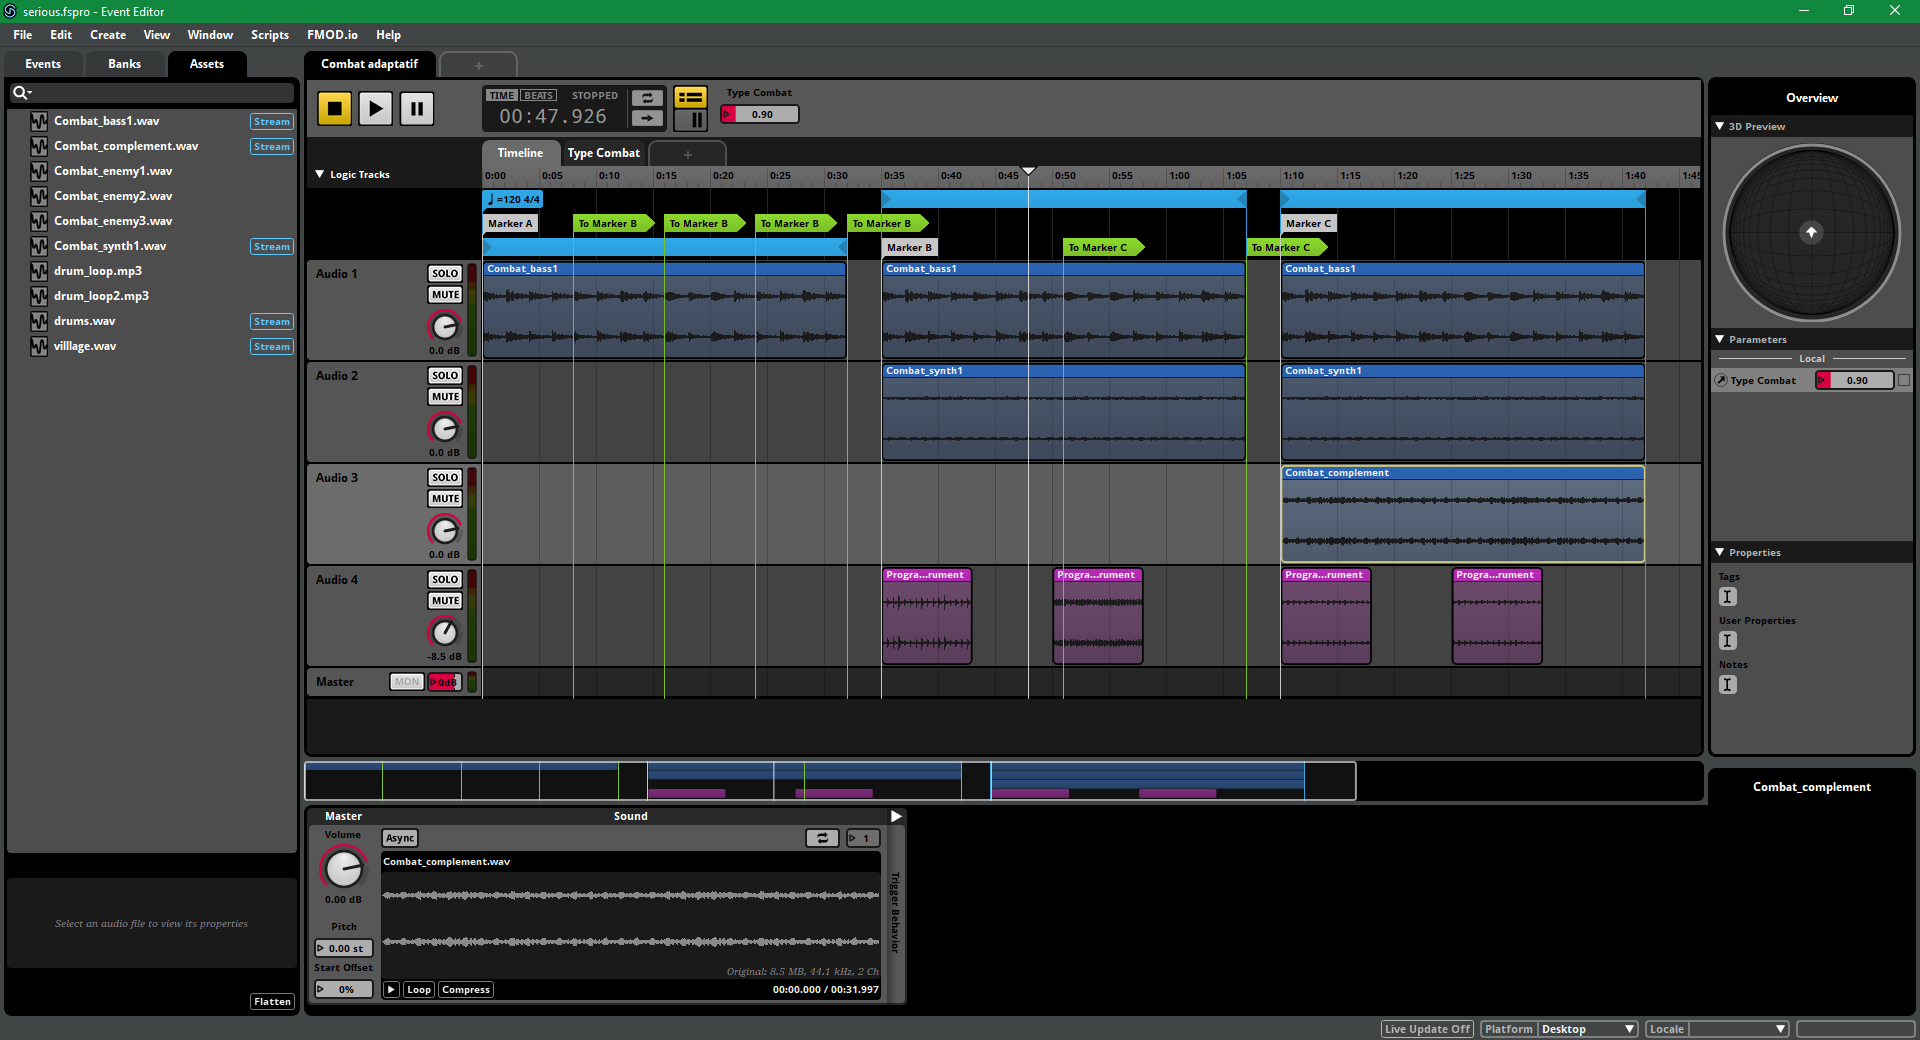 serious.fspro - Event Editor
File Edit Create View Window Scripts FMOD.io Help
Events Banks Assets
Combat_bass1.wav Stream
Combat_complement.wav Stream
Combat_enemy1.wav
Combat_enemy2.wav
Combat_enemy3.wav
Combat_synth1.wav Stream
drum_loop.mp3
drum_loop2.mp3
drums.wav Stream
villlage.wav Stream
Select an audio file to view its properties
Flatten
Combat adaptatif +
TIME BEATS STOPPED
00:47.926
Type Combat
0.90
Timeline Type Combat +
Logic Tracks
0:00 0:05 0:10 0:15 0:20 0:25 0:30 0:35 0:40 0:45 0:50 0:55 1:00 1:05 1:10 1:15 1:20 1:25 1:30 1:35 1:40 1:45
♩=120 4/4
Marker A To Marker B To Marker B To Marker B To Marker B Marker C
Marker B To Marker C To Marker C
Audio 1 SOLO MUTE 0.0 dB
Combat_bass1 Combat_bass1 Combat_bass1
Audio 2 SOLO MUTE 0.0 dB
Combat_synth1 Combat_synth1
Audio 3 SOLO MUTE 0.0 dB
Combat_complement
Audio 4 SOLO MUTE -8.5 dB
Progra...rument Progra...rument Progra...rument Progra...rument
Master MON 0dB
Master Sound
Volume
0.00 dB
Pitch
0.00 st
Start Offset
0%
Async 1
Combat_complement.wav
Original: 8.5 MB, 44.1 kHz, 2 Ch
Loop Compress 00:00.000 / 00:31.997
Trigger Behavior
Overview
3D Preview
Parameters
Local
Type Combat 0.90
Properties
Tags
User Properties
Notes
Combat_complement
Live Update Off Platform Desktop Locale